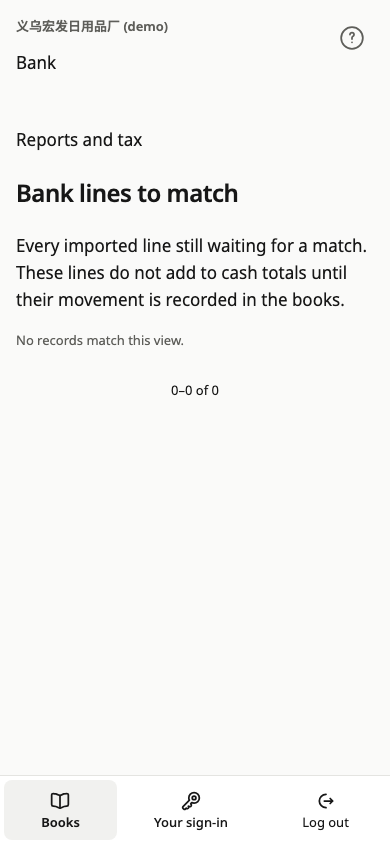 义乌宏发日用品厂 (demo)
Bank
Reports and tax
Bank lines to match
Every imported line still waiting for a match.
These lines do not add to cash totals until
their movement is recorded in the books.
No records match this view.
0–0 of 0
Books
Your sign-in
Log out